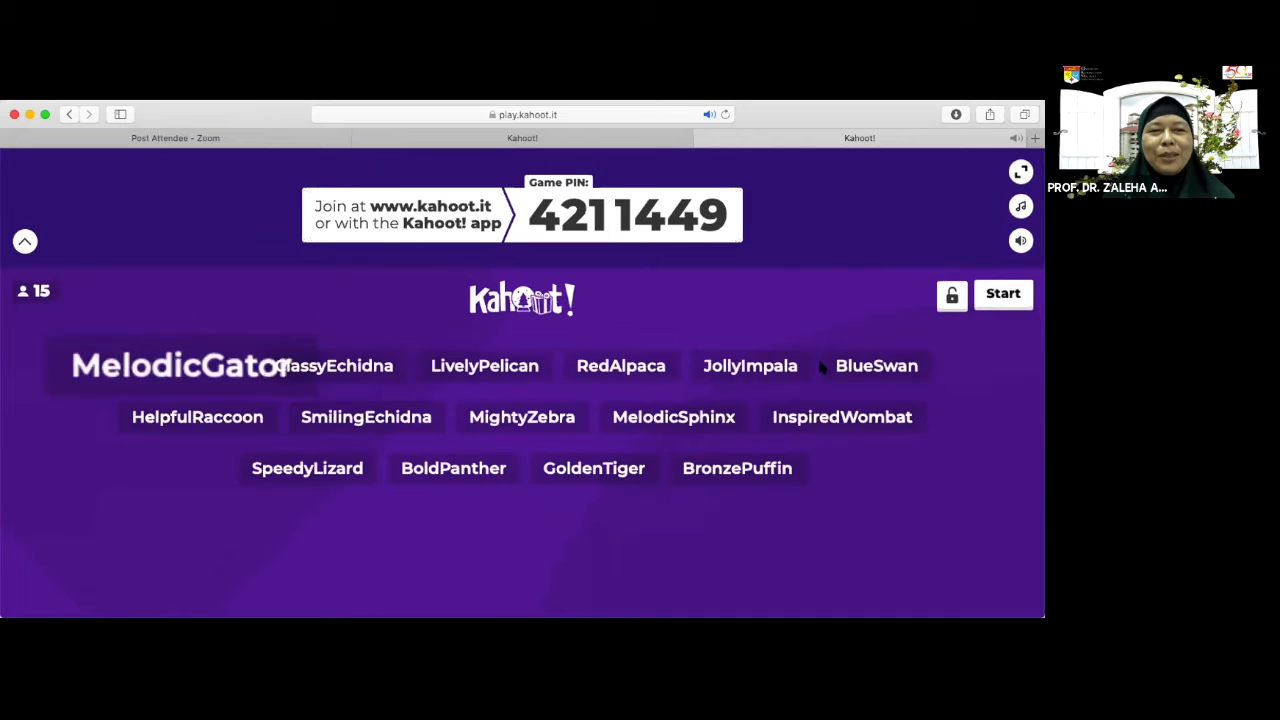 play.kahoot.it
Post Attendee - Zoom
Kahoot!
Kahoot!
Game PIN:
Join at www.kahoot.it
or with the Kahoot! app
4211449
15
Kahoot!
Start
MelodicGator
ClassyEchidna
LivelyPelican
RedAlpaca
JollyImpala
BlueSwan
HelpfulRaccoon
SmilingEchidna
MightyZebra
MelodicSphinx
InspiredWombat
SpeedyLizard
BoldPanther
GoldenTiger
BronzePuffin
PROF. DR. ZALEHA A...